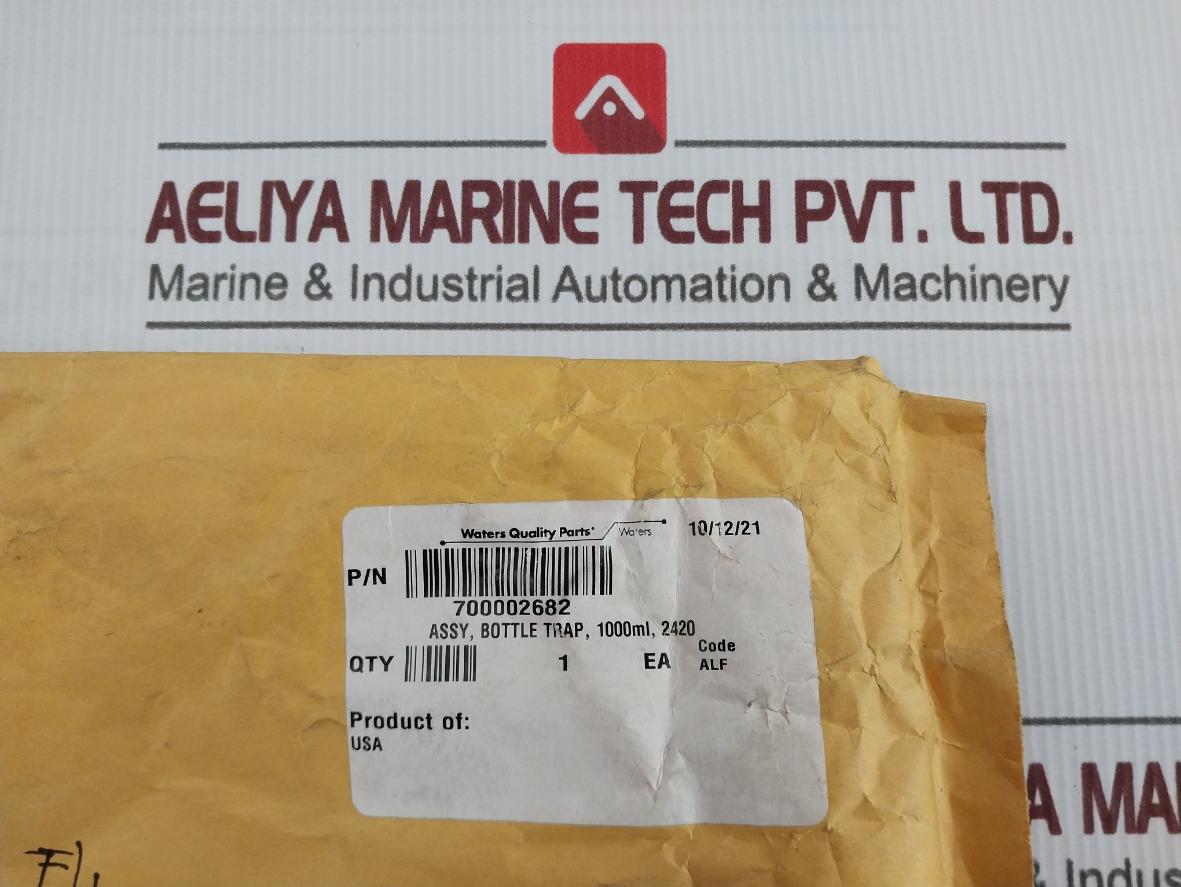 AELIYA MARINE TECH PVT. LTD.
Marine & Industrial Automation & Machinery
Waters Quality Parts Waters 10/12/21
P/N
700002682
ASSY, BOTTLE TRAP, 1000ml, 2420
Code
QTY 1 EA ALF
Product of:
USA
A MA
& Indus